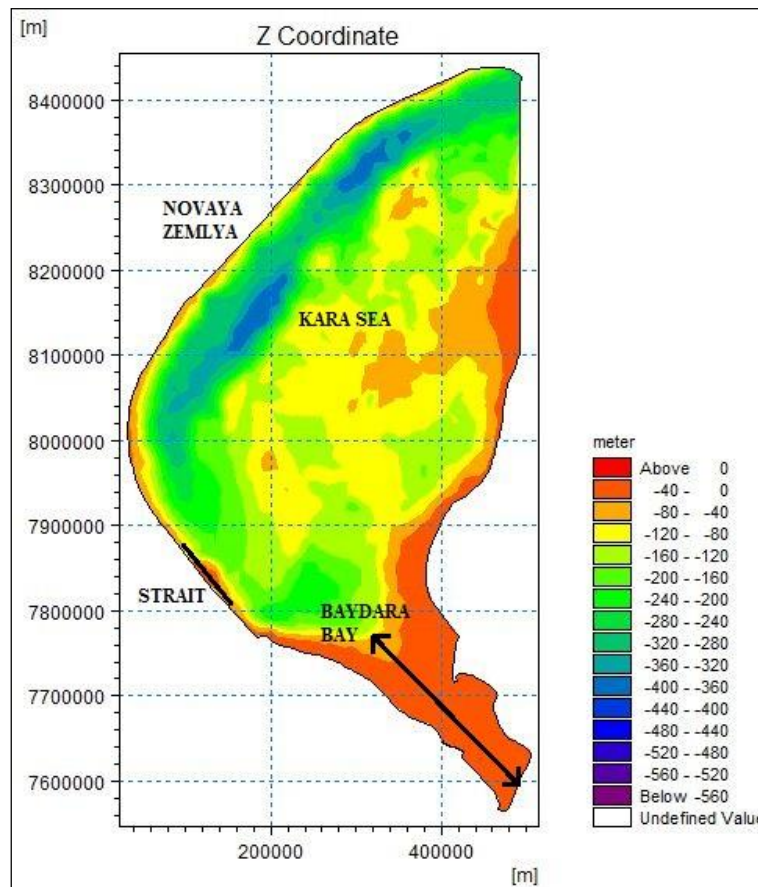 [m]
Z Coordinate
8400000
8300000
NOVAYA
ZEMLYA
8200000
KARA SEA
8100000
8000000
7900000
STRAIT
7800000
BAYDARA
BAY
7700000
7600000
200000
400000
[m]
meter
Above 0
-40 - 0
-80 - -40
-120 - -80
-160 - -120
-200 - -160
-240 - -200
-280 - -240
-320 - -280
-360 - -320
-400 - -360
-440 - -400
-480 - -440
-520 - -480
-560 - -520
Below -560
Undefined Value